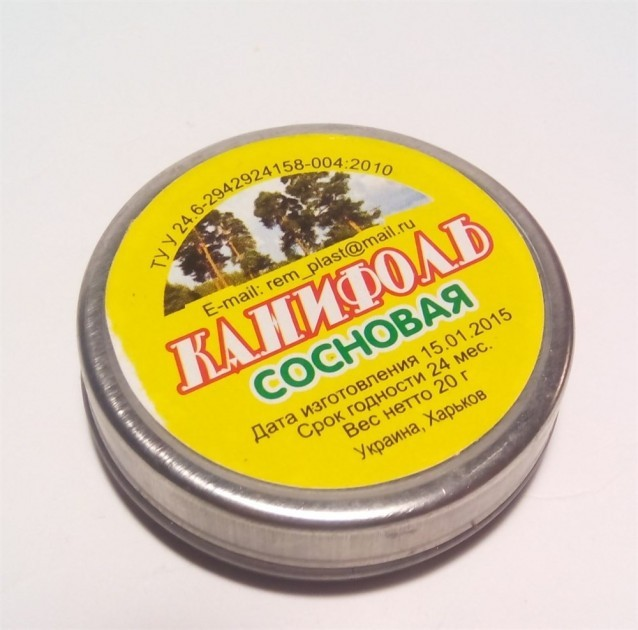 ТУ У 24.6-2942924158-004:2010
E-mail: rem_plast@mail.ru
КАНИФОЛЬ
СОСНОВАЯ
Дата изготовления 15.01.2015
Срок годности 24 мес.
Вес нетто 20 г
Украина, Харьков